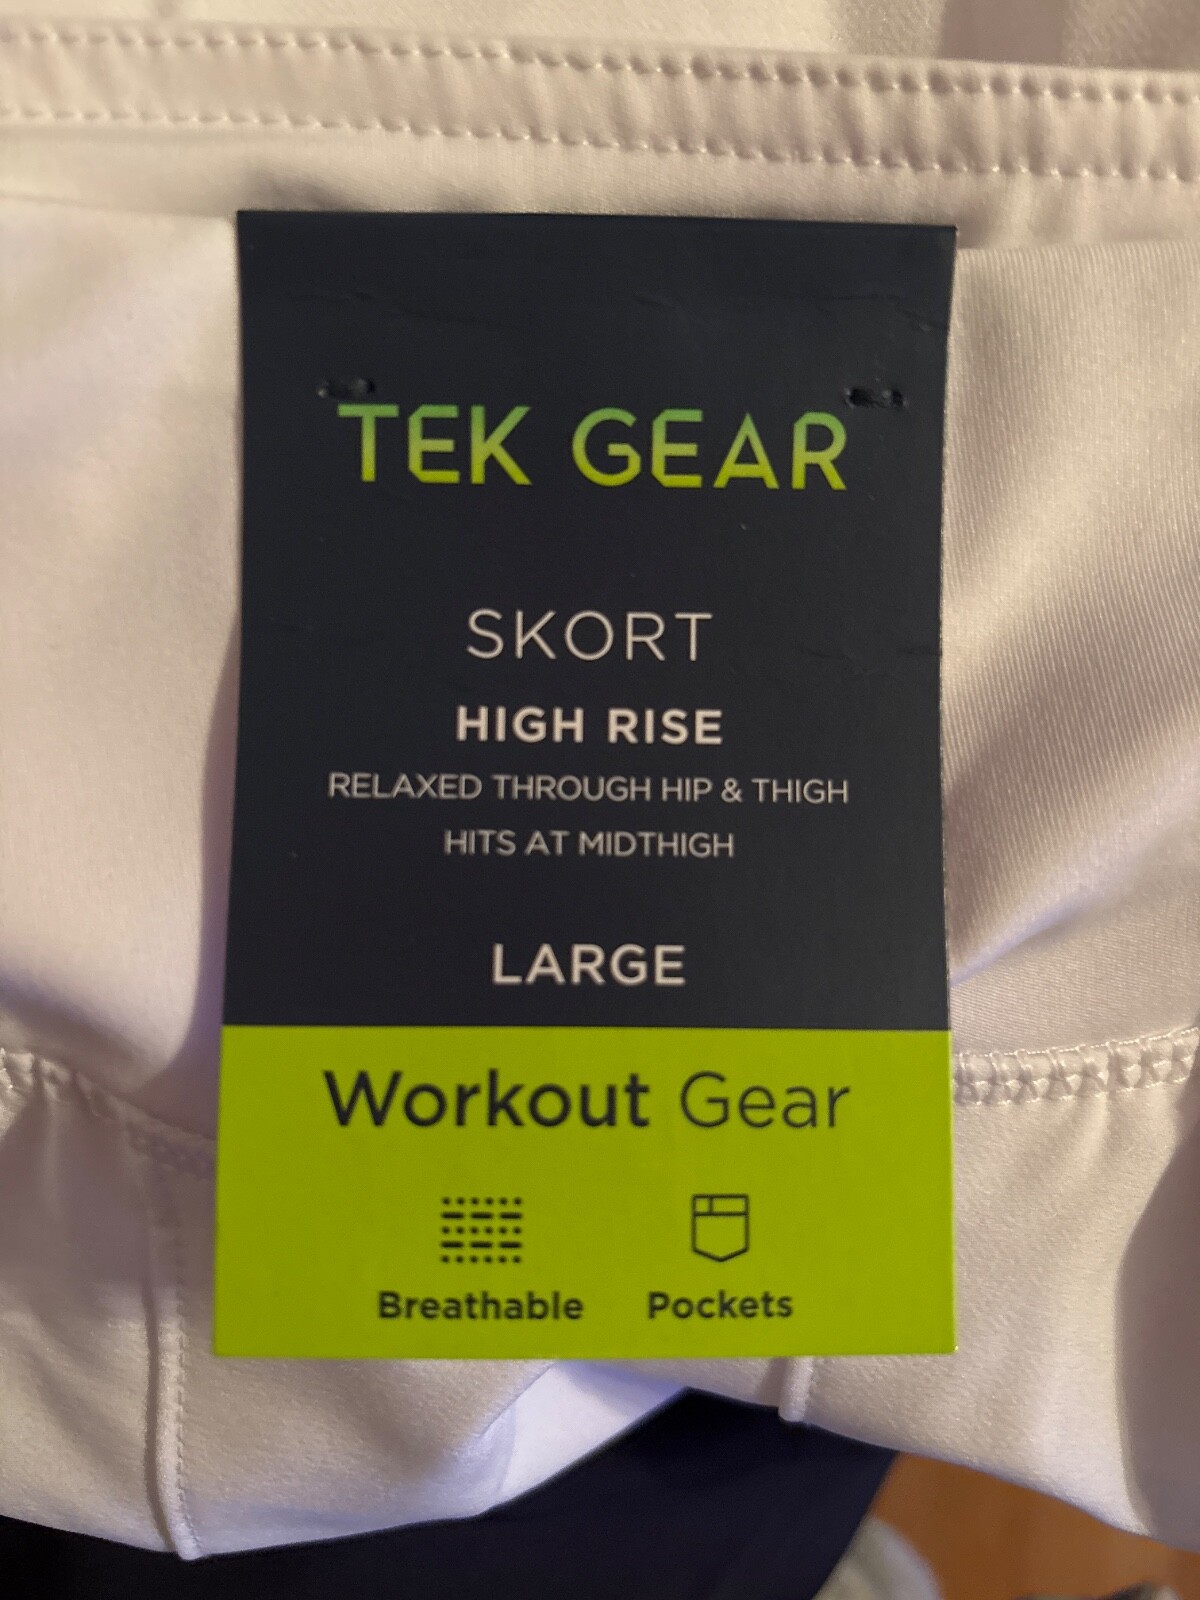 TEK GEAR
SKORT
HIGH RISE
RELAXED THROUGH HIP & THIGH
HITS AT MIDTHIGH
LARGE
Workout Gear
Breathable
Pockets